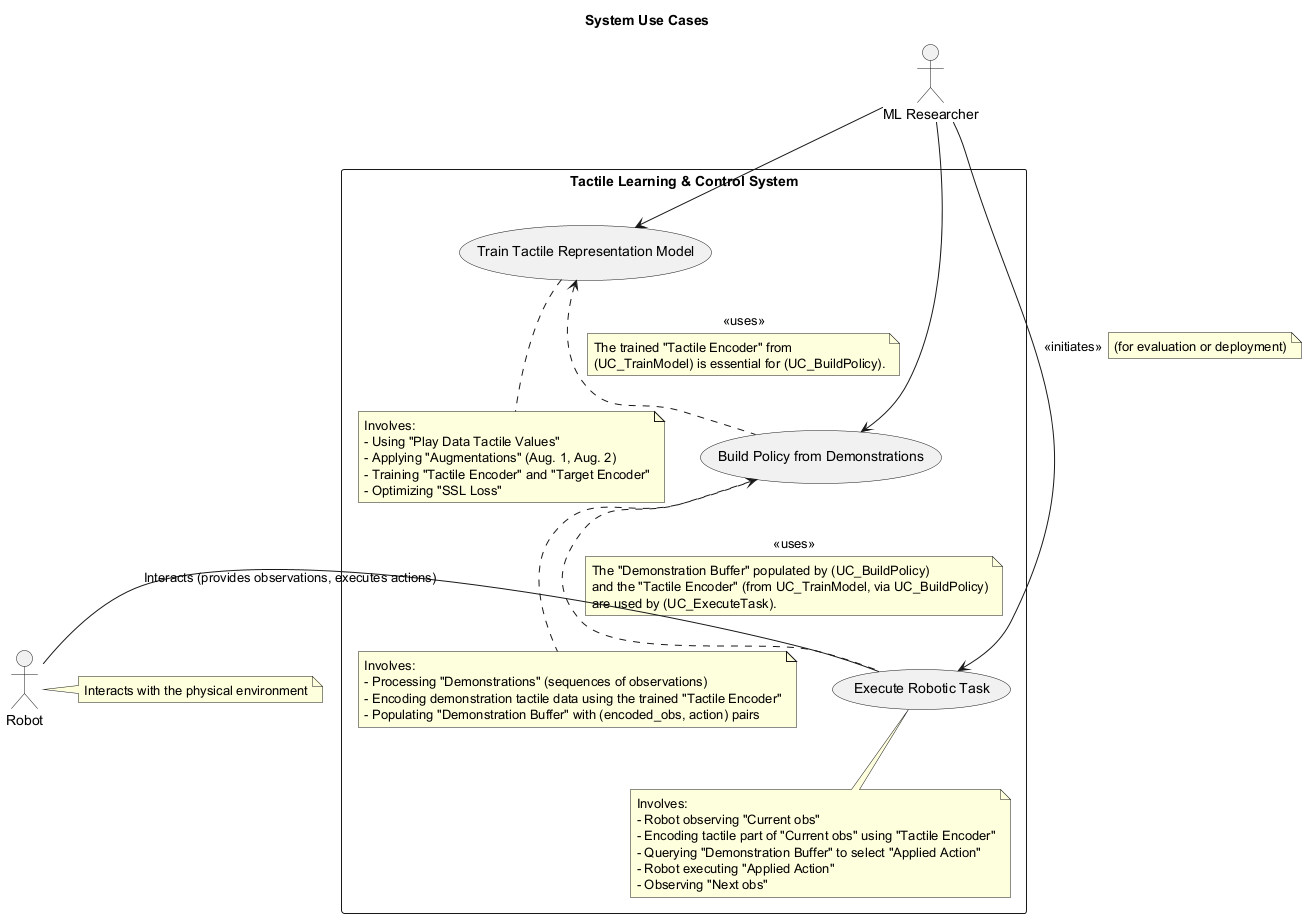 System Use Cases
ML Researcher
Tactile Learning & Control System
Train Tactile Representation Model
«uses»
The trained "Tactile Encoder" from
(UC_TrainModel) is essential for (UC_BuildPolicy).
«initiates»
(for evaluation or deployment)
Involves:
- Using "Play Data Tactile Values"
- Applying "Augmentations" (Aug. 1, Aug. 2)
- Training "Tactile Encoder" and "Target Encoder"
- Optimizing "SSL Loss"
Build Policy from Demonstrations
«uses»
The "Demonstration Buffer" populated by (UC_BuildPolicy)
and the "Tactile Encoder" (from UC_TrainModel, via UC_BuildPolicy)
are used by (UC_ExecuteTask).
Interacts (provides observations, executes actions)
Robot
Interacts with the physical environment
Involves:
- Processing "Demonstrations" (sequences of observations)
- Encoding demonstration tactile data using the trained "Tactile Encoder"
- Populating "Demonstration Buffer" with (encoded_obs, action) pairs
Execute Robotic Task
Involves:
- Robot observing "Current obs"
- Encoding tactile part of "Current obs" using "Tactile Encoder"
- Querying "Demonstration Buffer" to select "Applied Action"
- Robot executing "Applied Action"
- Observing "Next obs"